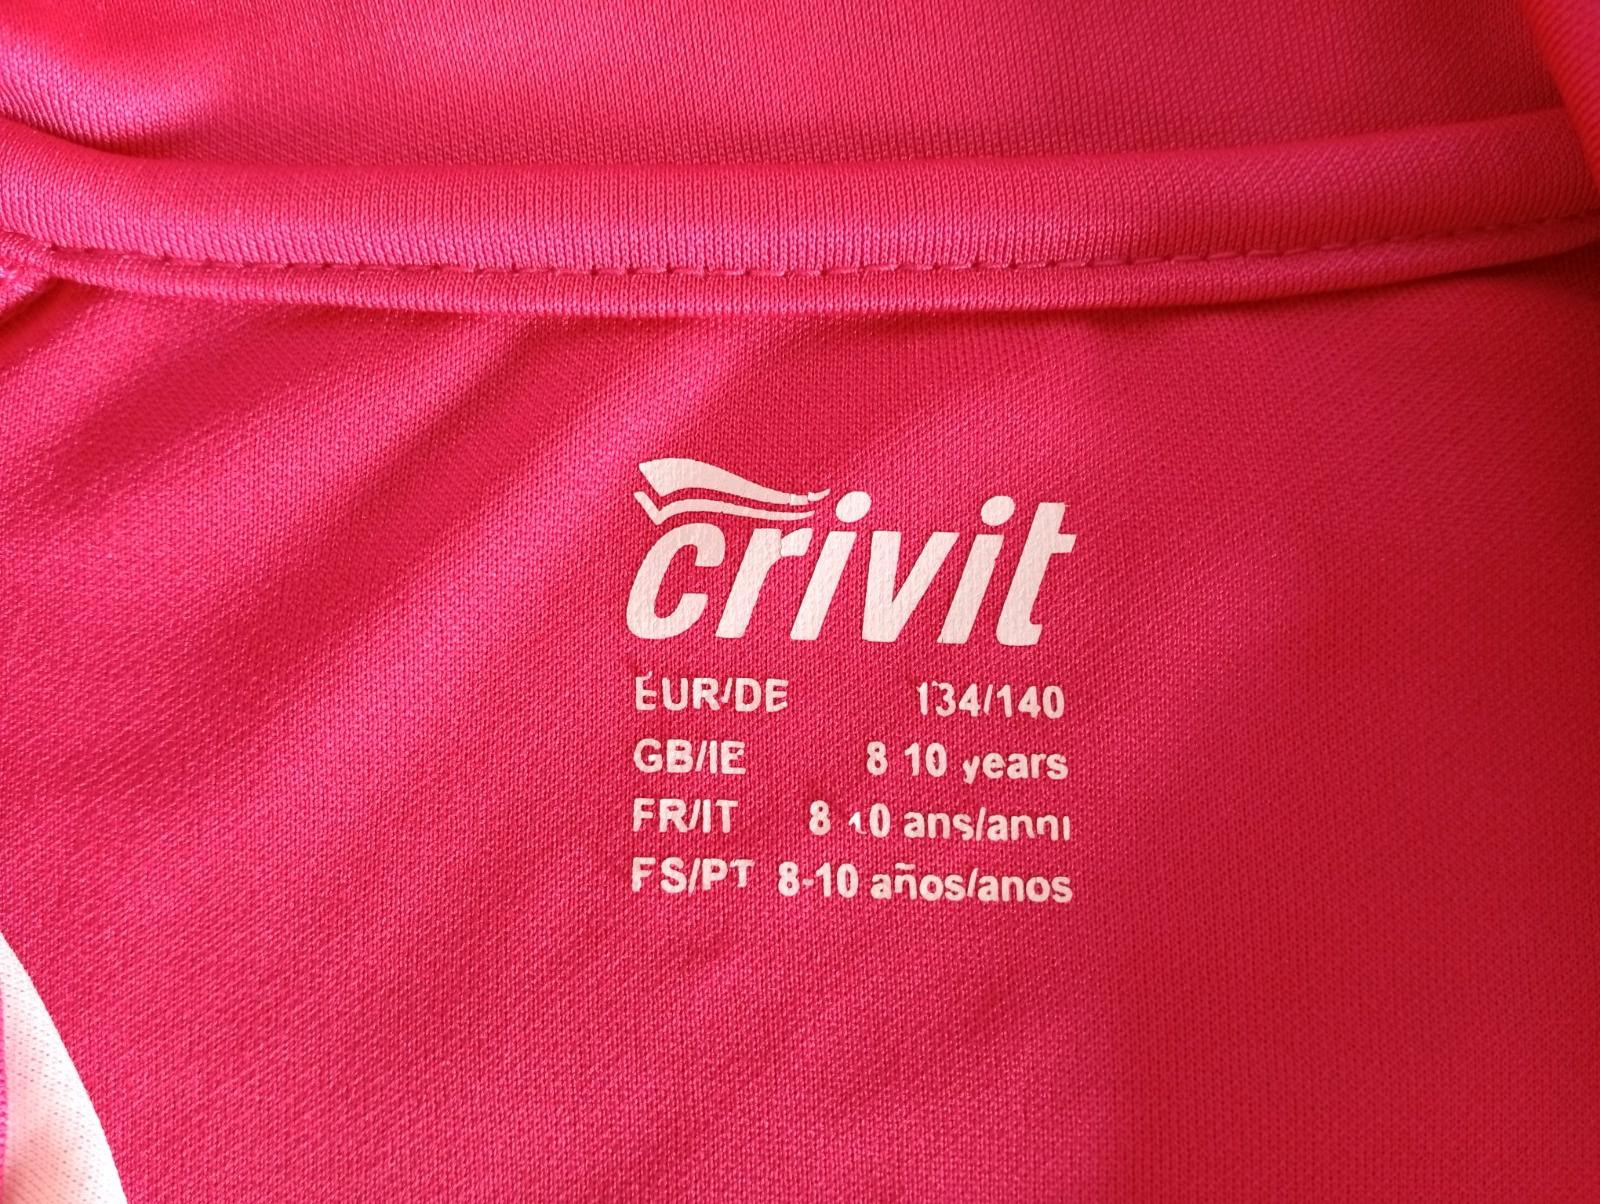 crivit
EUR/DE 134/140
GB/IE 8 10 years
FR/IT 8 10 ans/anni
ES/PT 8-10 años/anos